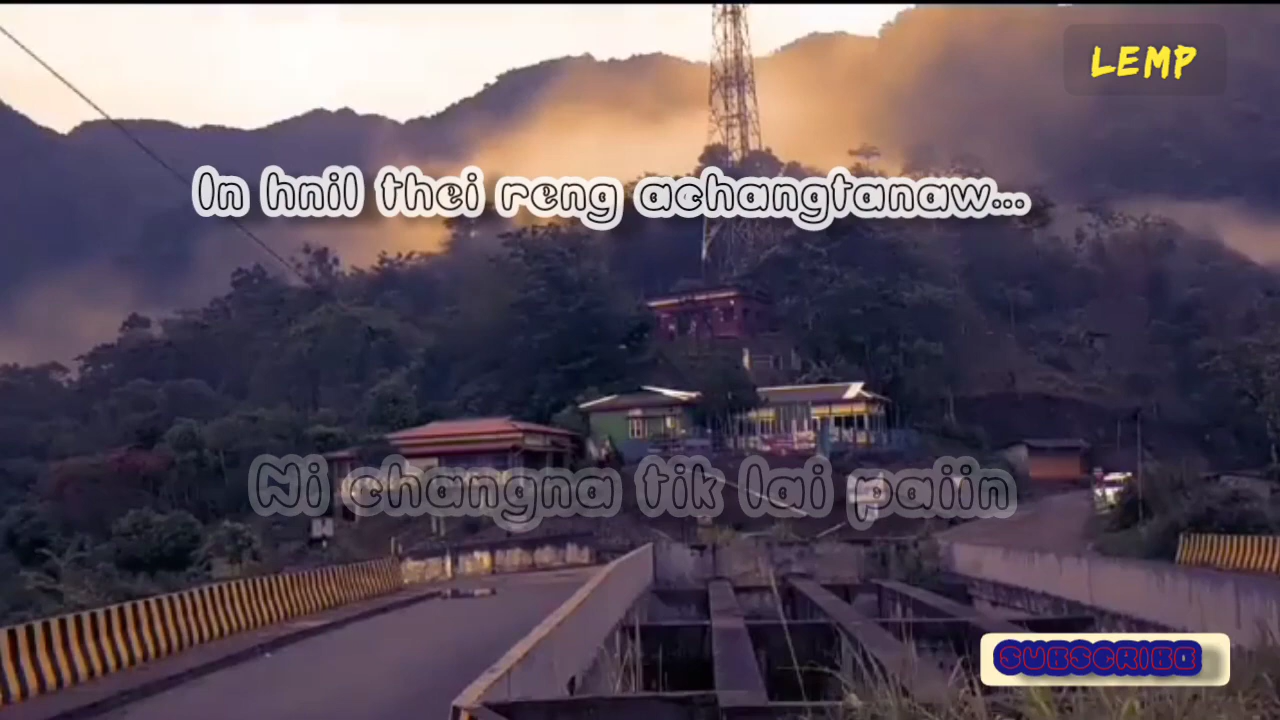 LEMP
In hnil thei reng achangtanaw...
Ni changna tik lai paiin
SUBSCRIBE